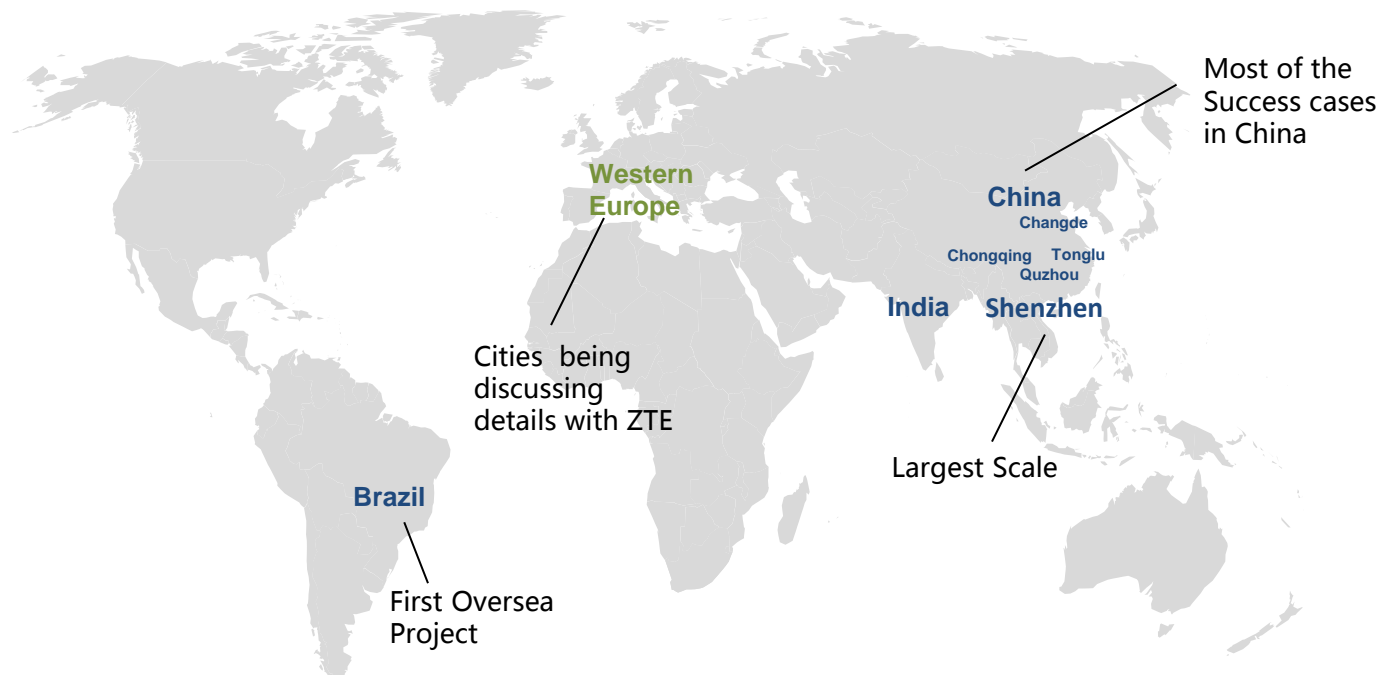 Most of the
Success cases
in China
Western
Europe
China
Changde
Chongqing
Tonglu
Quzhou
India
Shenzhen
Cities  being
discussing
details with ZTE
Largest Scale
Brazil
First Oversea
Project